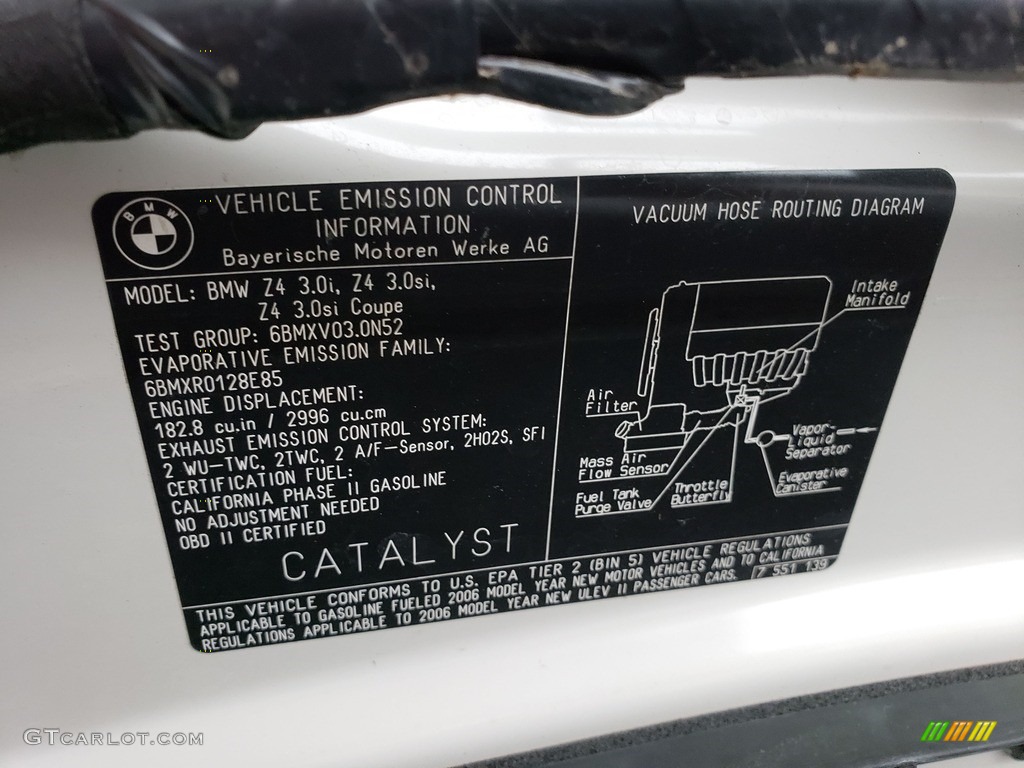 BMW
VEHICLE EMISSION CONTROL
INFORMATION
Bayerische Motoren Werke AG
MODEL: BMW Z4 3.0i, Z4 3.0si,
Z4 3.0si Coupe
TEST GROUP: 6BMXV03.0N52
EVAPORATIVE EMISSION FAMILY:
6BMXR0128E85
ENGINE DISPLACEMENT:
182.8 cu.in / 2996 cu.cm
EXHAUST EMISSION CONTROL SYSTEM:
2 WU-TWC, 2TWC, 2 A/F-Sensor, 2HO2S, SFI
CERTIFICATION FUEL:
CALIFORNIA PHASE II GASOLINE
NO ADJUSTMENT NEEDED
OBD II CERTIFIED
CATALYST
VACUUM HOSE ROUTING DIAGRAM
Intake
Manifold
Air
Filter
Mass Air
Flow Sensor
Fuel Tank
Purge Valve
Throttle
Butterfly
Vapor-
Liquid
Separator
Evaporative
Canister
THIS VEHICLE CONFORMS TO U.S. EPA TIER 2 (BIN 5) VEHICLE REGULATIONS
APPLICABLE TO GASOLINE FUELED 2006 MODEL YEAR NEW MOTOR VEHICLES AND TO CALIFORNIA
REGULATIONS APPLICABLE TO 2006 MODEL YEAR NEW ULEV II PASSENGER CARS.
7 551 139
GTCARLOT.COM